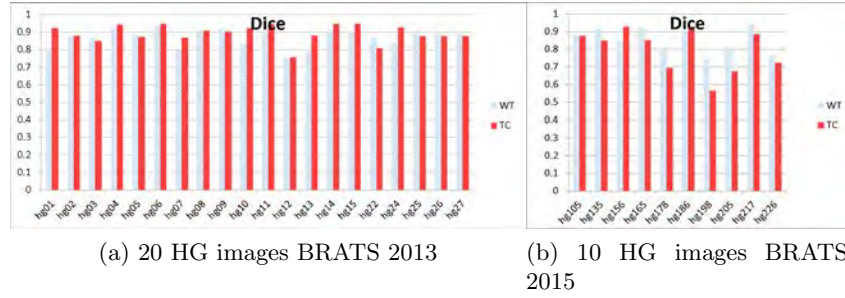 Dice
1
0.9
0.8
0.7
0.6
0.5
0.4
0.3
0.2
0.1
0
WT
TC
hg01
hg02
hg03
hg04
hg05
hg06
hg07
hg08
hg09
hg10
hg11
hg12
hg13
hg14
hg15
hg22
hg24
hg25
hg26
hg27
(a) 20 HG images BRATS 2013
Dice
1
0.9
0.8
0.7
0.6
0.5
0.4
0.3
0.2
0.1
0
WT
TC
hg105
hg135
hg156
hg165
hg178
hg186
hg198
hg205
hg217
hg226
(b) 10 HG images BRATS
2015